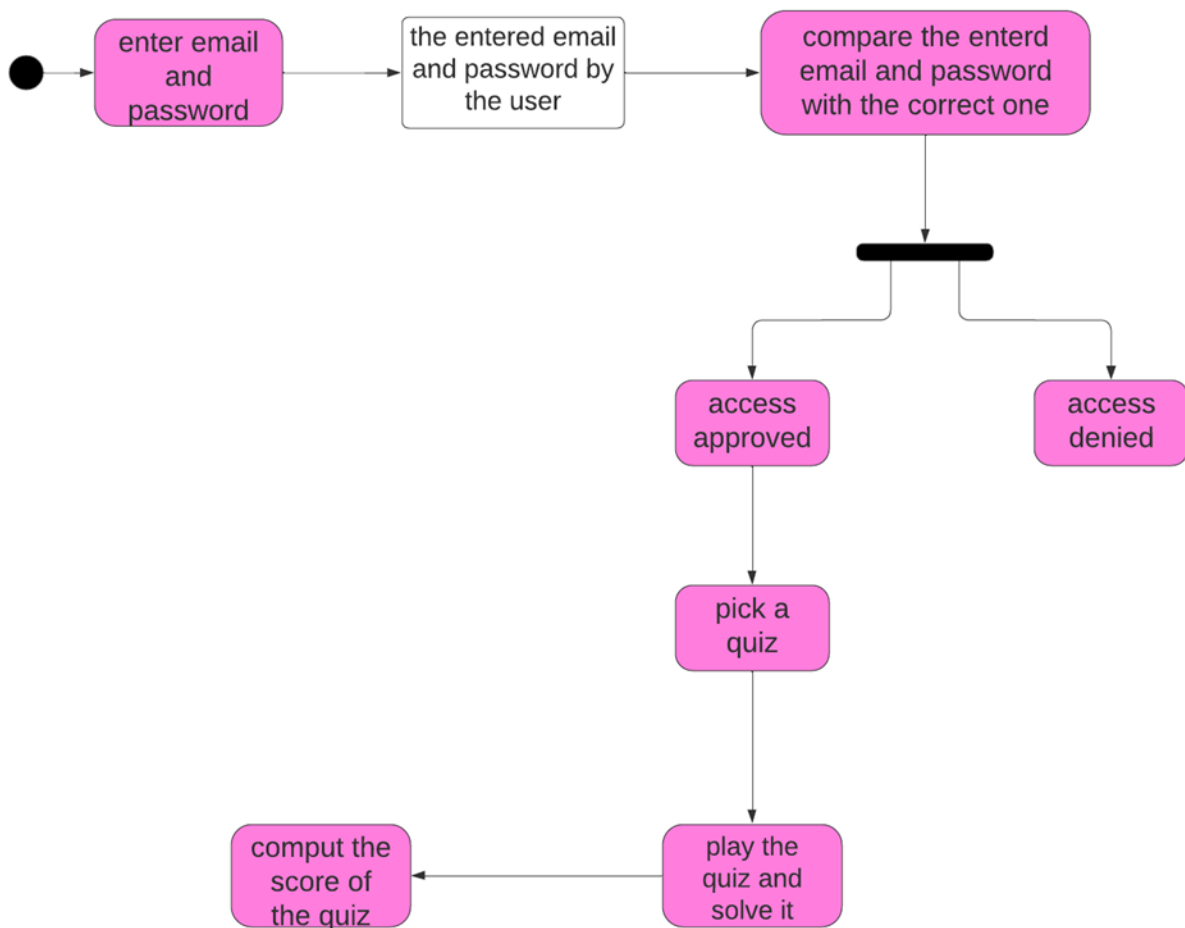 enter email
and
password
the entered email
and password by
the user
compare the enterd
email and password
with the correct one
access
approved
access
denied
pick a
quiz
play the
quiz and
solve it
comput the
score of
the quiz